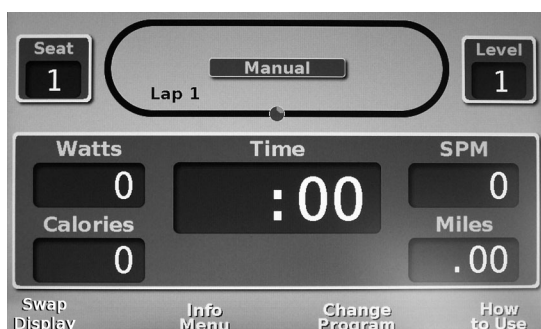 Seat
1
Manual
Lap 1
Level
1
Watts
0
Time
:00
SPM
0
Calories
0
Miles
.00
Swap
Display
Info
Menu
Change
Program
How
to Use